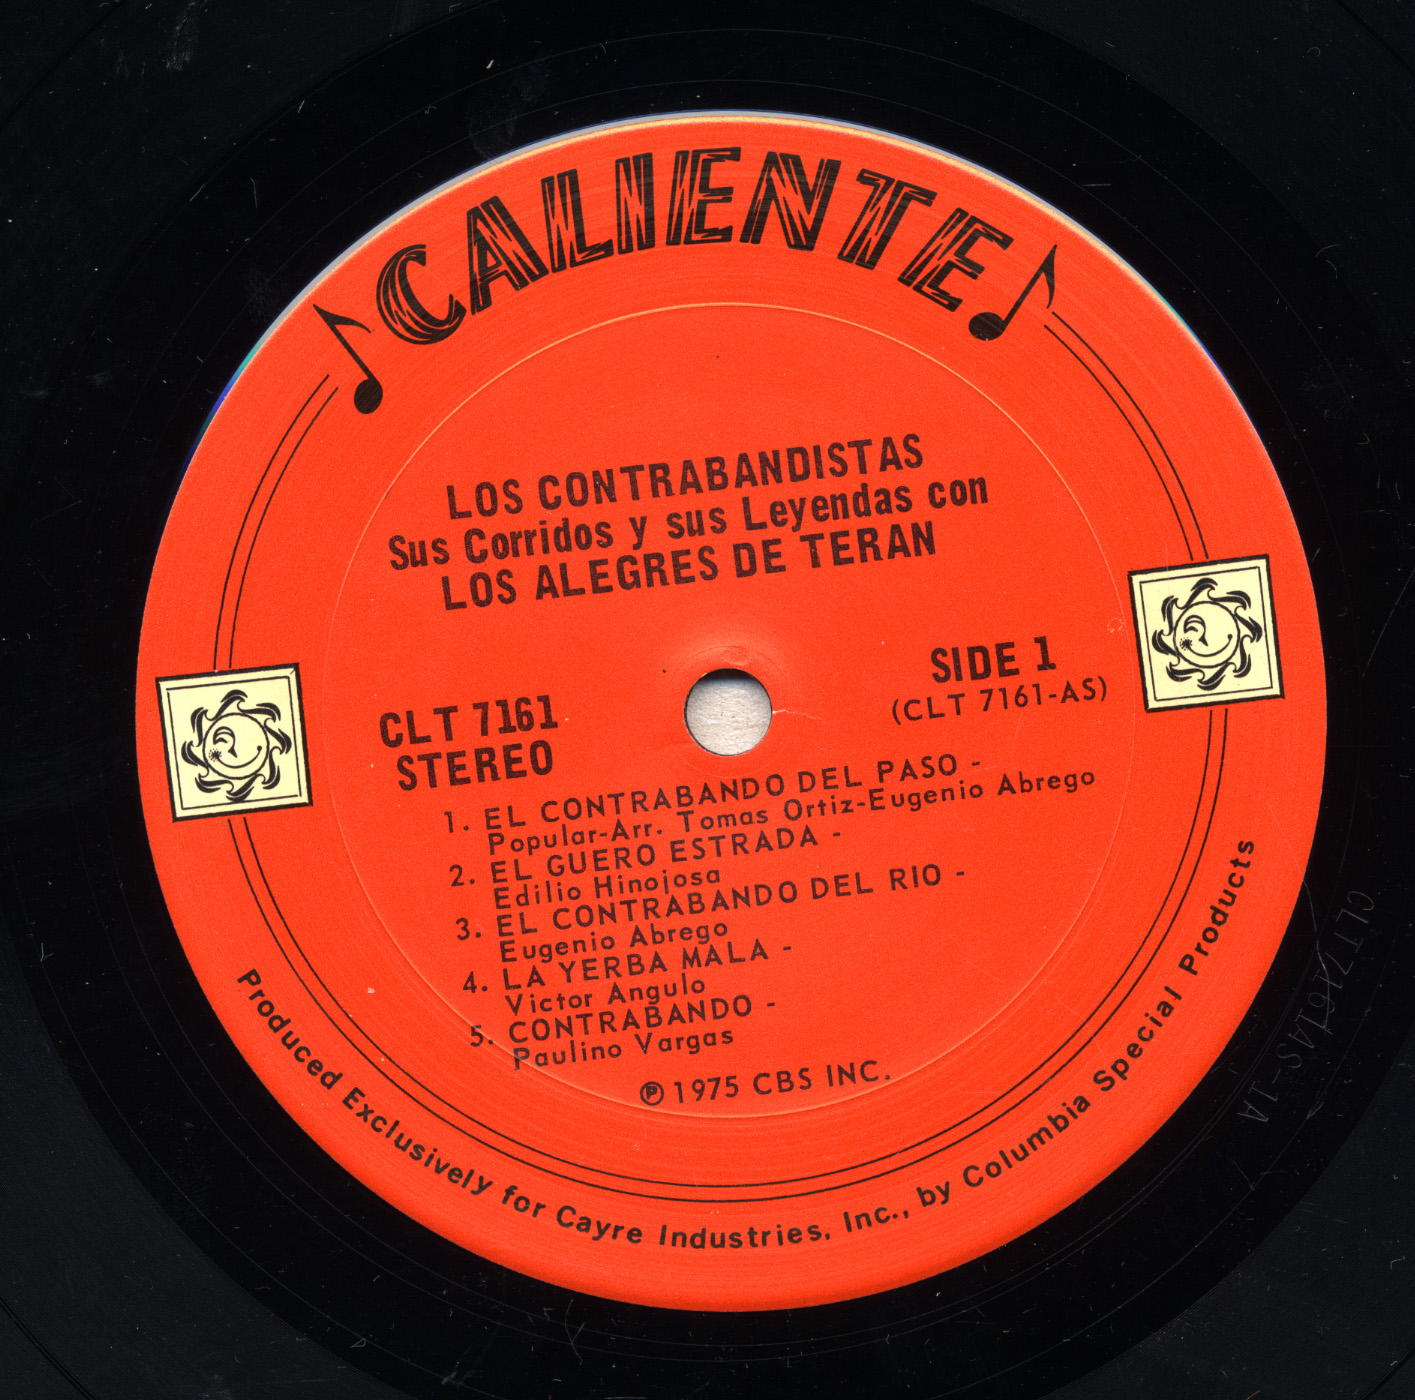 CALIENTE
LOS CONTRABANDISTAS
Sus Corridos y sus Leyendas con
LOS ALEGRES DE TERAN
SIDE 1
(CLT 7161-AS)
CLT 7161
STEREO
1. EL CONTRABANDO DEL PASO -
Popular-Arr. Tomas Ortiz-Eugenio Abrego
2. EL GUERO ESTRADA -
Edilio Hinojosa
3. EL CONTRABANDO DEL RIO -
Eugenio Abrego
4. LA YERBA MALA -
Victor Angulo
5. CONTRABANDO -
Paulino Vargas
℗ 1975 CBS INC.
Produced Exclusively for Cayre Industries, Inc., by Columbia Special Products
CLT7161AS-1A